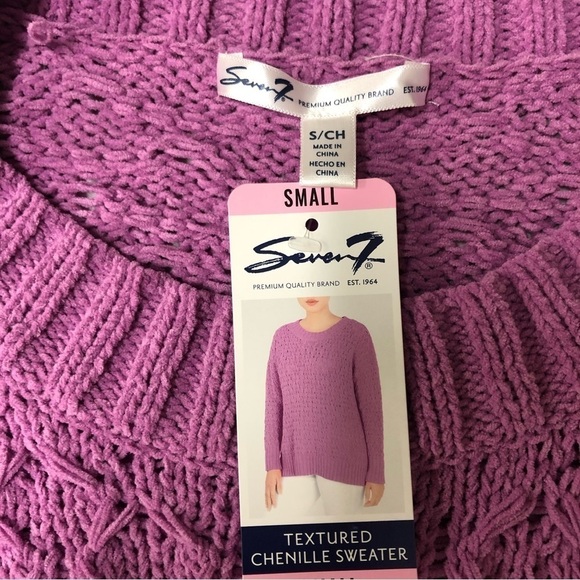 Seven7®
PREMIUM QUALITY BRAND EST. 1964
S/CH
MADE IN
CHINA
HECHO EN
CHINA
SMALL
Seven7®
PREMIUM QUALITY BRAND EST. 1964
TEXTURED
CHENILLE SWEATER